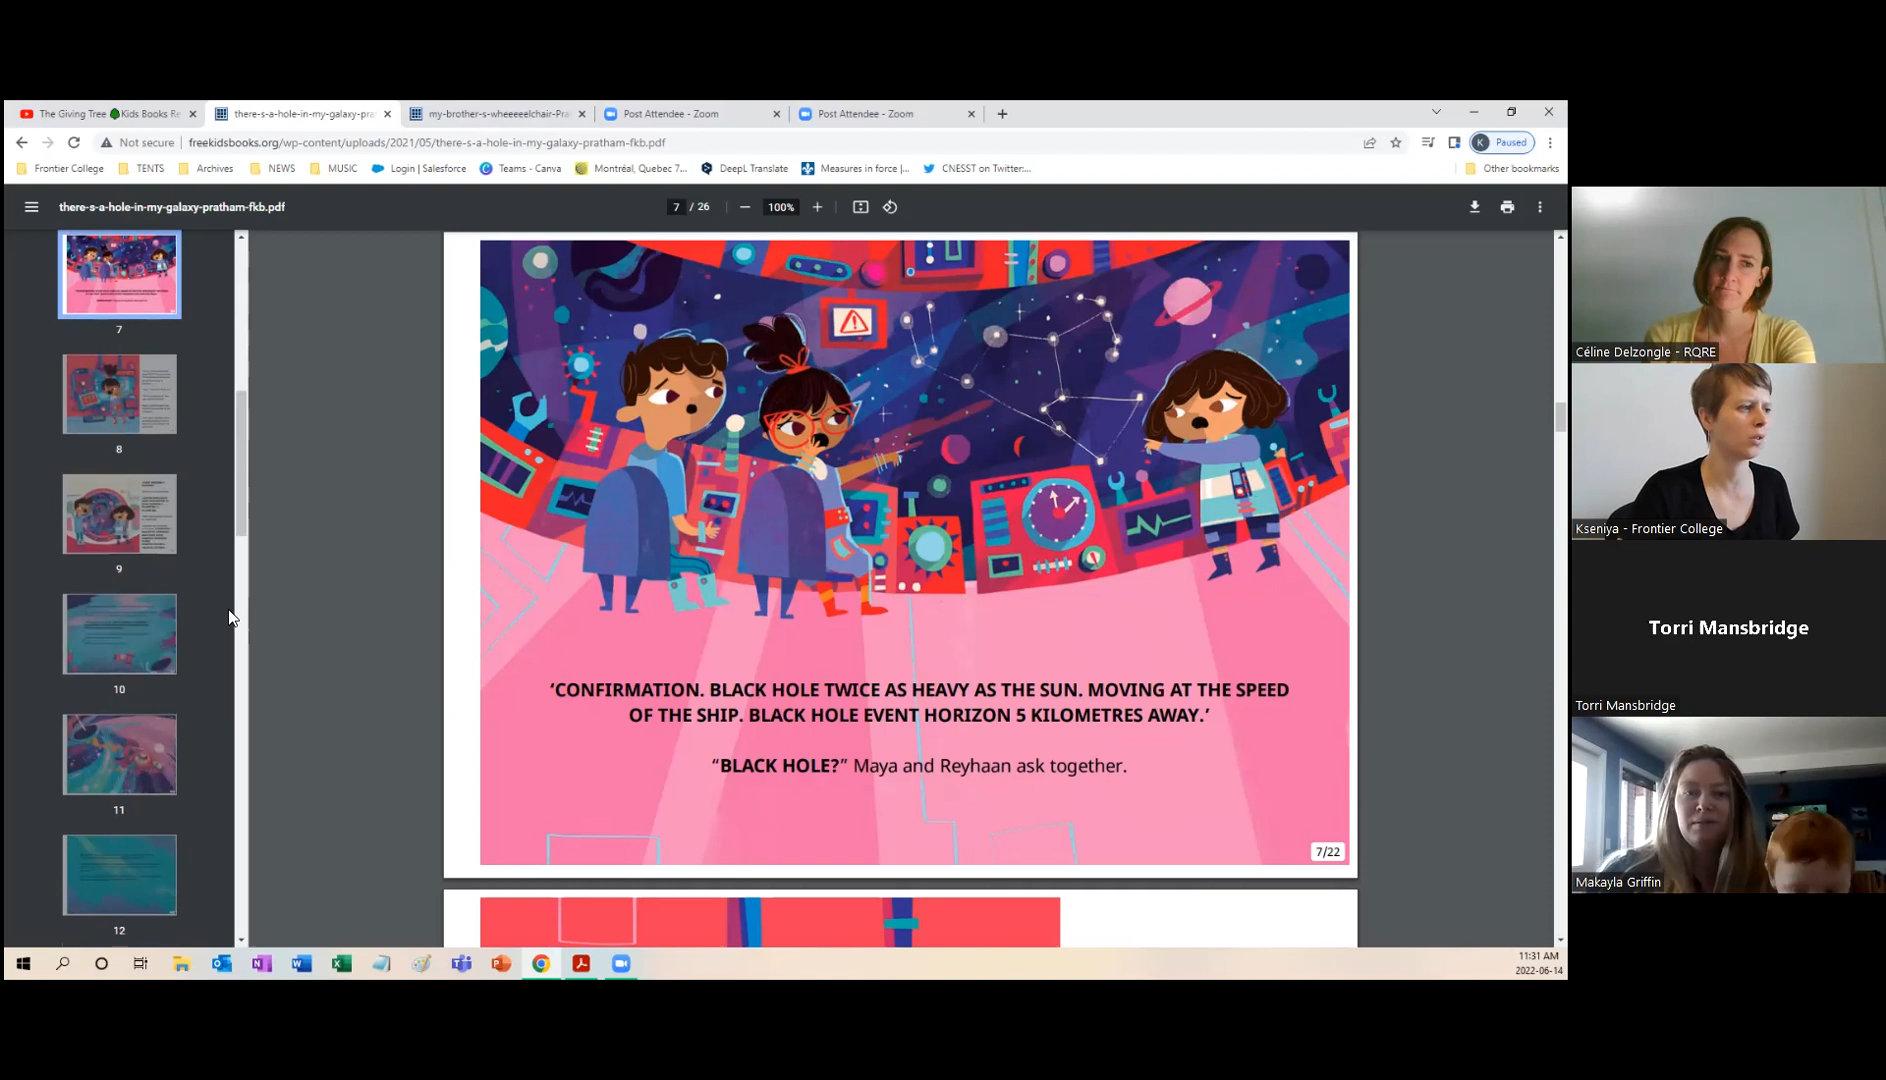 The Giving Tree Kids Books Re
there-s-a-hole-in-my-galaxy-pra
my-brother-s-wheeeeelchair-Pra
Post Attendee - Zoom
Post Attendee - Zoom
Not secure
freekidsbooks.org/wp-content/uploads/2021/05/there-s-a-hole-in-my-galaxy-pratham-fkb.pdf
K Paused
Frontier College
TENTS
Archives
NEWS
MUSIC
Login | Salesforce
Teams - Canva
Montréal, Quebec 7...
DeepL Translate
Measures in force |...
CNESST on Twitter:...
Other bookmarks
there-s-a-hole-in-my-galaxy-pratham-fkb.pdf
7 / 26
100%
7
8
9
10
11
12
‘CONFIRMATION. BLACK HOLE TWICE AS HEAVY AS THE SUN. MOVING AT THE SPEED
OF THE SHIP. BLACK HOLE EVENT HORIZON 5 KILOMETRES AWAY.’
“BLACK HOLE?” Maya and Reyhaan ask together.
7/22
11:31 AM
2022-06-14
Céline Delzongle - RQRE
Kseniya - Frontier College
Torri Mansbridge
Torri Mansbridge
Makayla Griffin